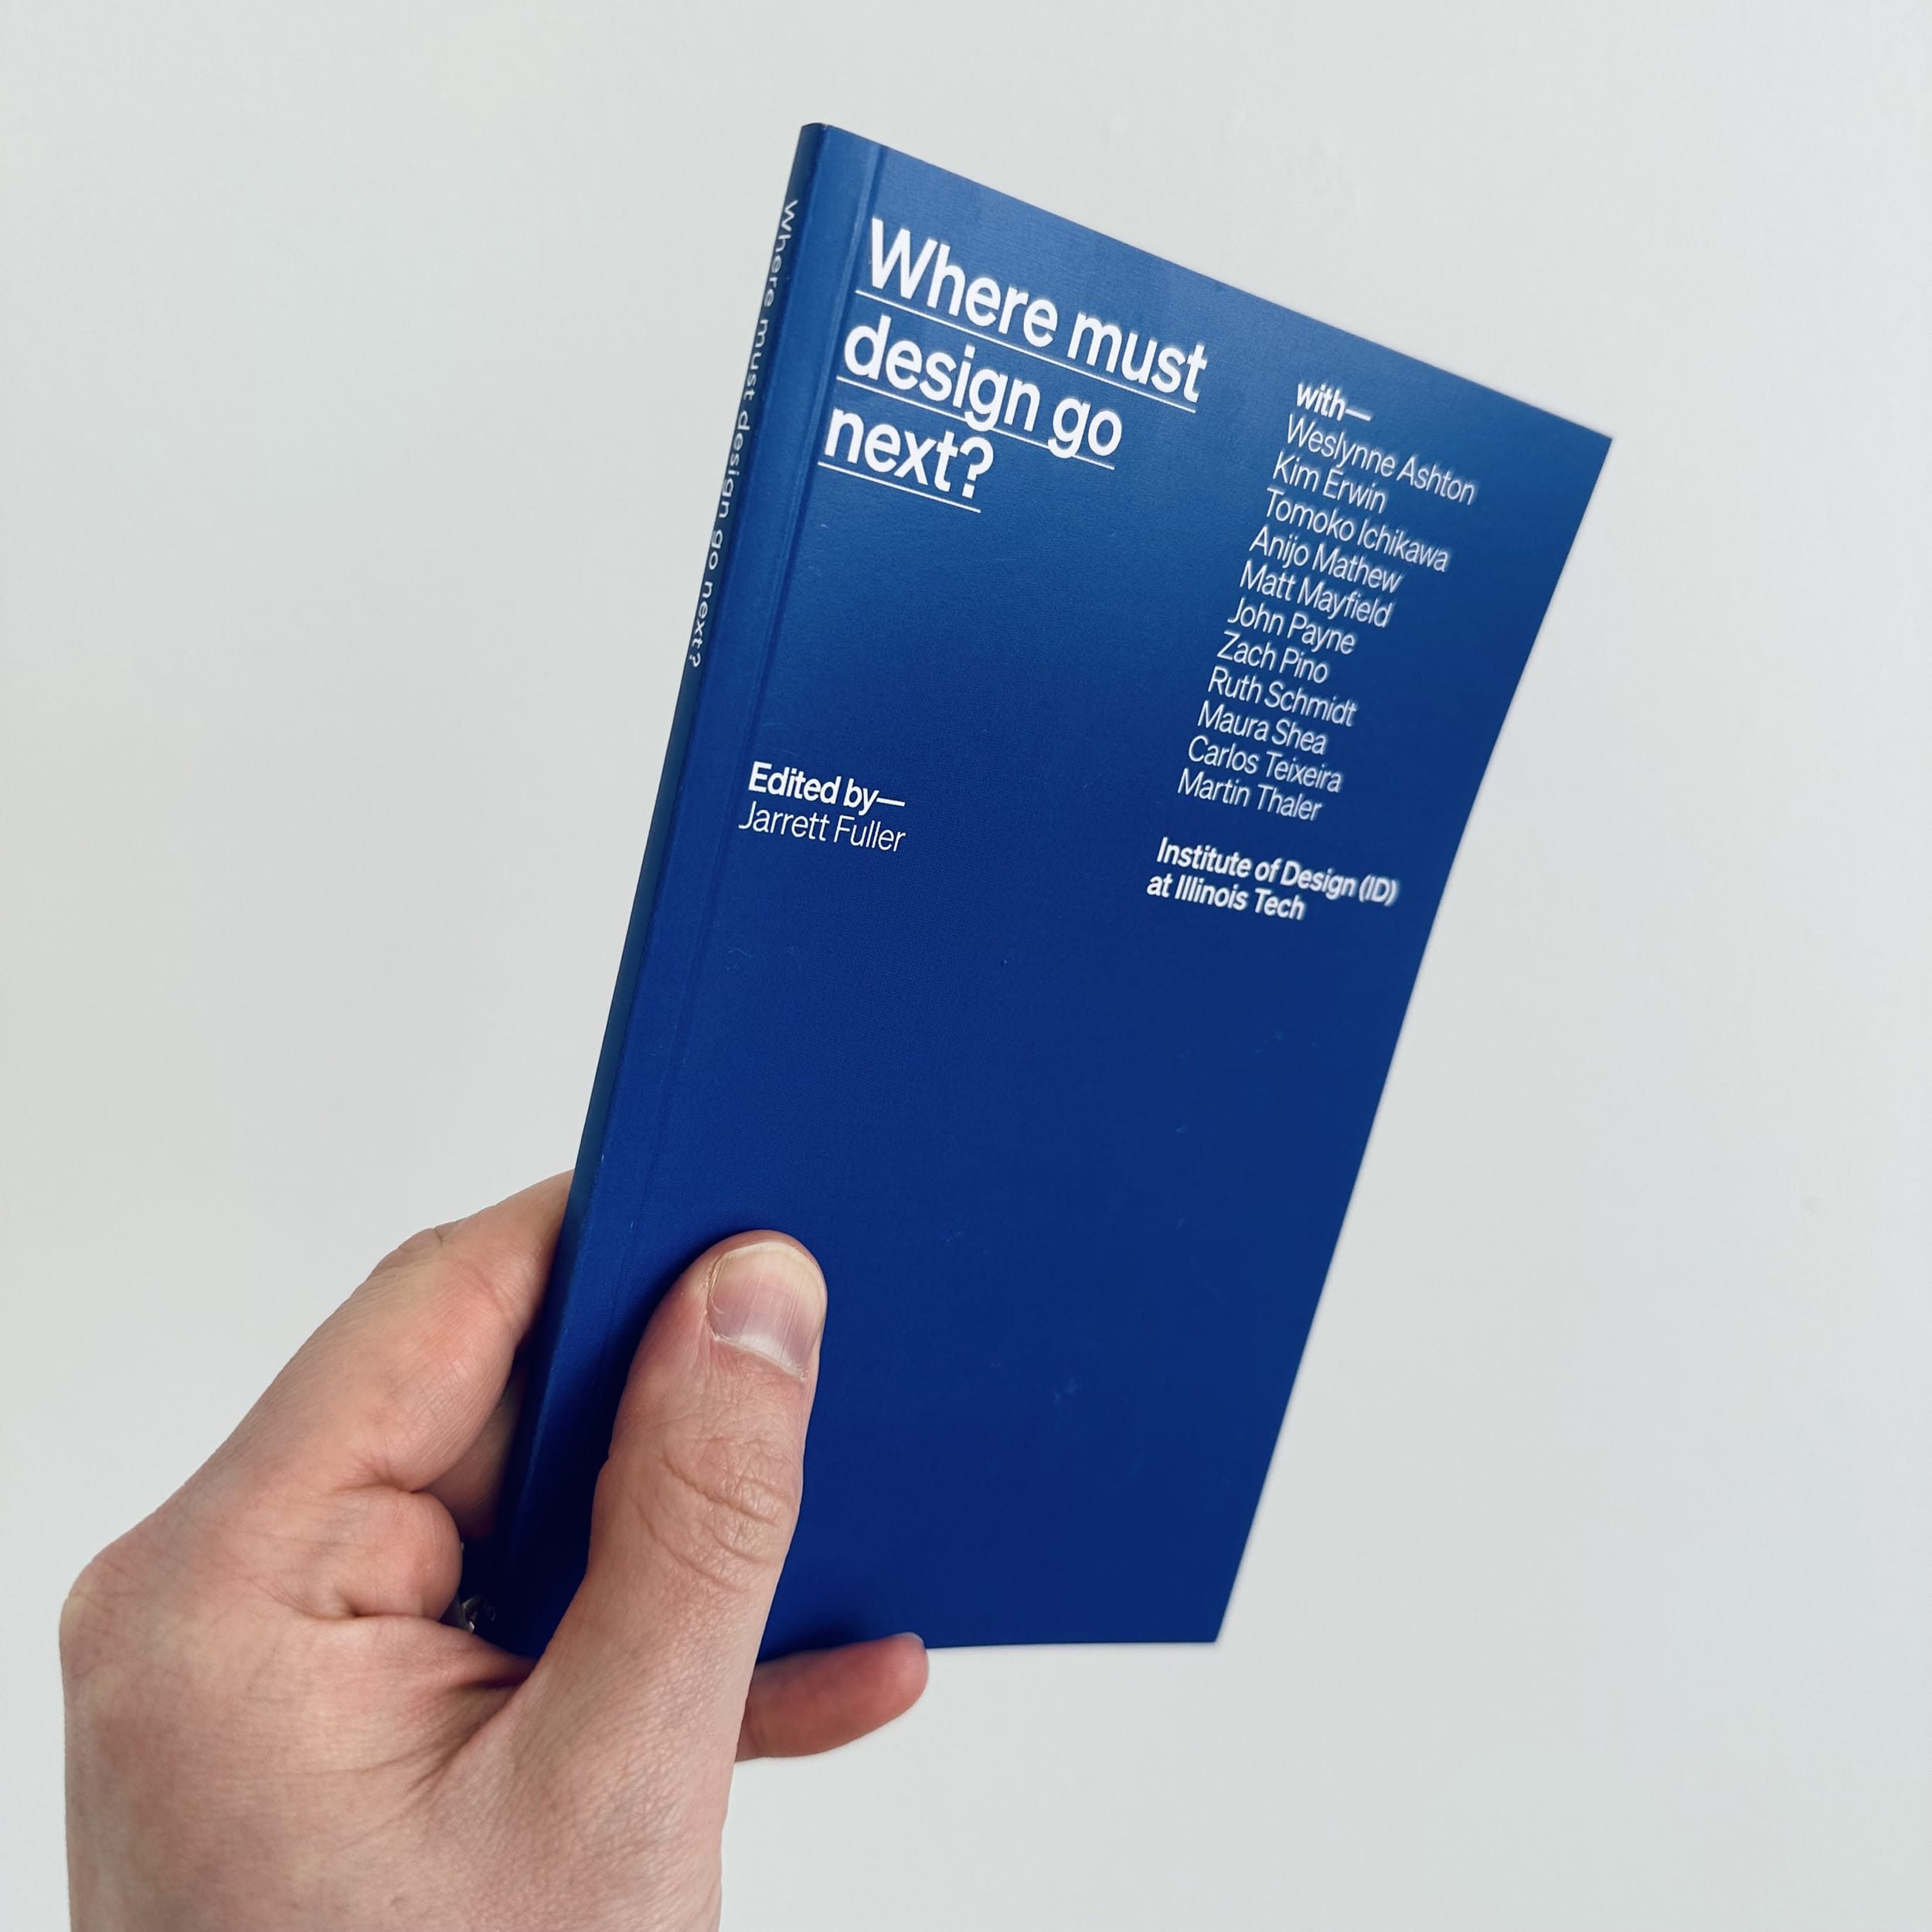 Where must design go next?
Where must
design go
next?
with—
Weslynne Ashton
Kim Erwin
Tomoko Ichikawa
Anijo Mathew
Matt Mayfield
John Payne
Zach Pino
Ruth Schmidt
Maura Shea
Carlos Teixeira
Martin Thaler
Edited by—
Jarrett Fuller
Institute of Design (ID)
at Illinois Tech